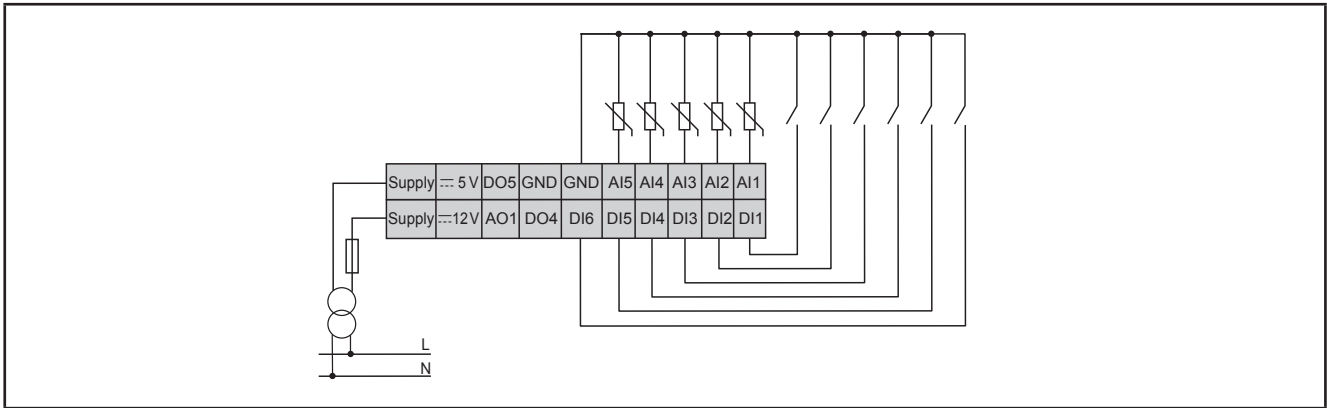 Supply ⎓ 5 V DO5 GND GND AI5 AI4 AI3 AI2 AI1
Supply ⎓12V AO1 DO4 DI6 DI5 DI4 DI3 DI2 DI1
L
N